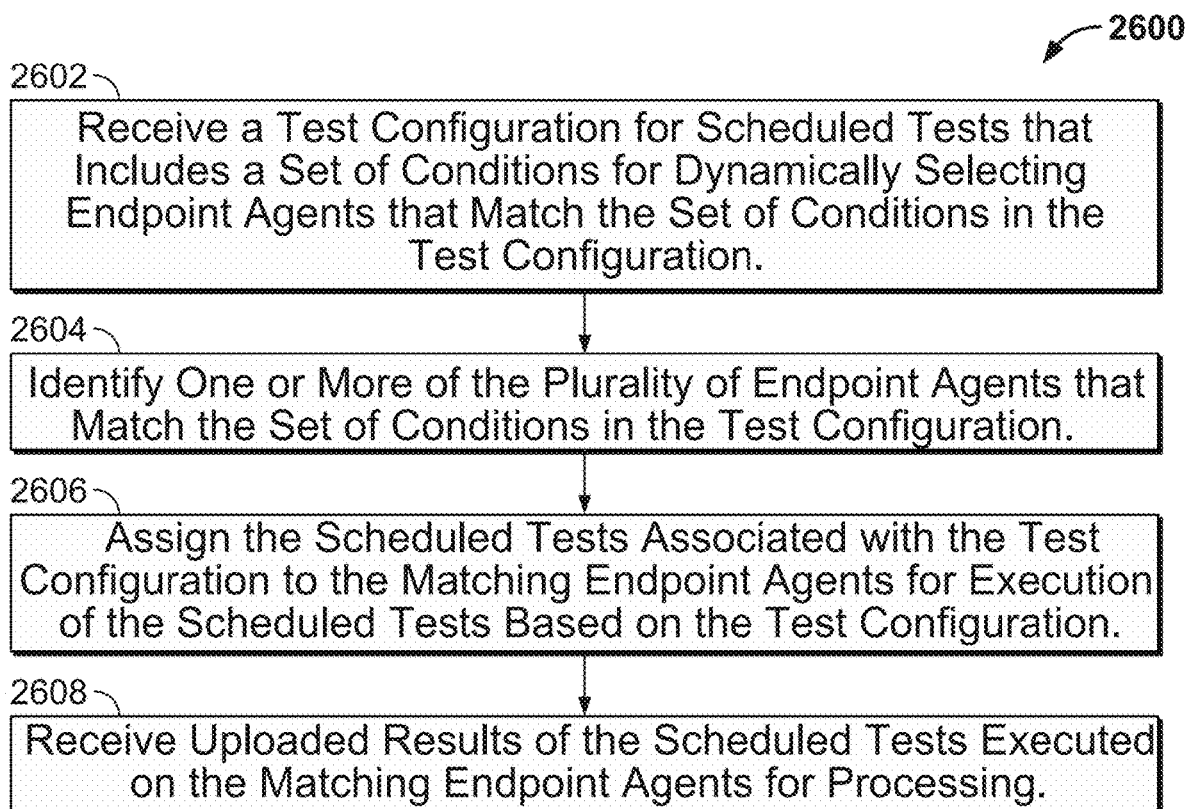 2600
2602
Receive a Test Configuration for Scheduled Tests that
Includes a Set of Conditions for Dynamically Selecting
Endpoint Agents that Match the Set of Conditions in the
Test Configuration.
2604
Identify One or More of the Plurality of Endpoint Agents that
Match the Set of Conditions in the Test Configuration.
2606
Assign the Scheduled Tests Associated with the Test
Configuration to the Matching Endpoint Agents for Execution
of the Scheduled Tests Based on the Test Configuration.
2608
Receive Uploaded Results of the Scheduled Tests Executed
on the Matching Endpoint Agents for Processing.